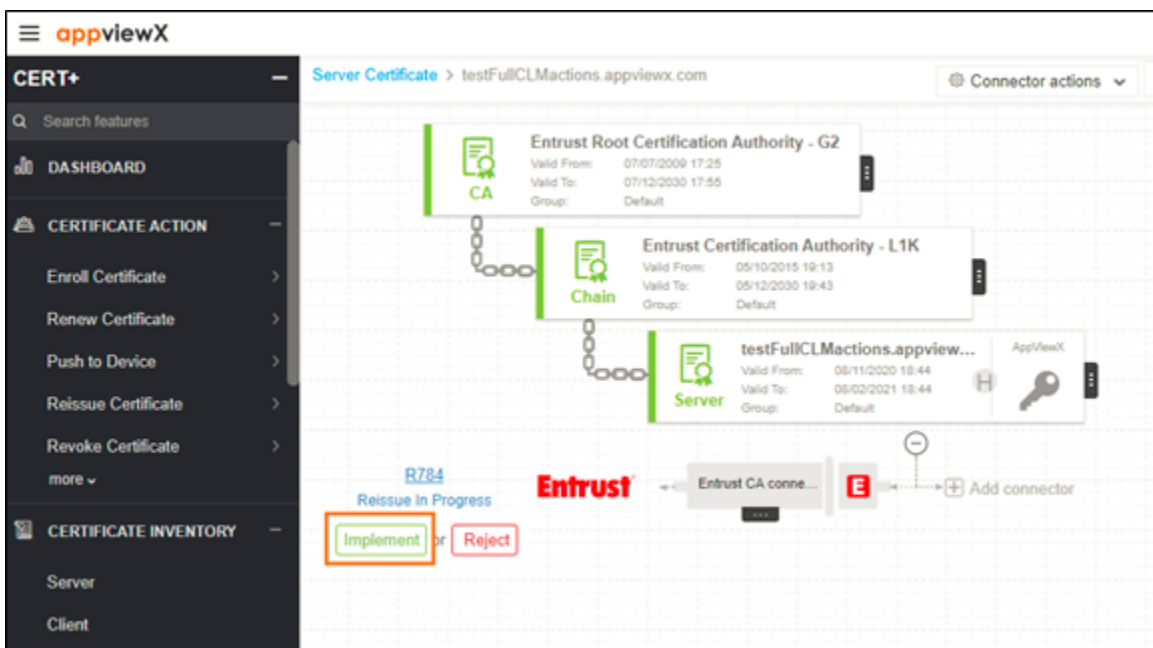 appviewX
CERT+
Search features
DASHBOARD
CERTIFICATE ACTION
Enroll Certificate
Renew Certificate
Push to Device
Reissue Certificate
Revoke Certificate
more
CERTIFICATE INVENTORY
Server
Client
Server Certificate > testFullCLMactions.appviewx.com
Connector actions
Entrust Root Certification Authority - G2
Valid From: 07/07/2009 17:25
Valid To: 07/12/2030 17:55
Group: Default
CA
Entrust Certification Authority - L1K
Valid From: 05/10/2015 19:13
Valid To: 05/12/2030 19:43
Group: Default
Chain
testFullCLMactions.appview...
Valid From: 08/11/2020 18:44
Valid To: 08/02/2021 18:44
Group: Default
Server
H
AppViewX
R784
Reissue In Progress
Implement or Reject
Entrust
Entrust CA conne...
E
Add connector